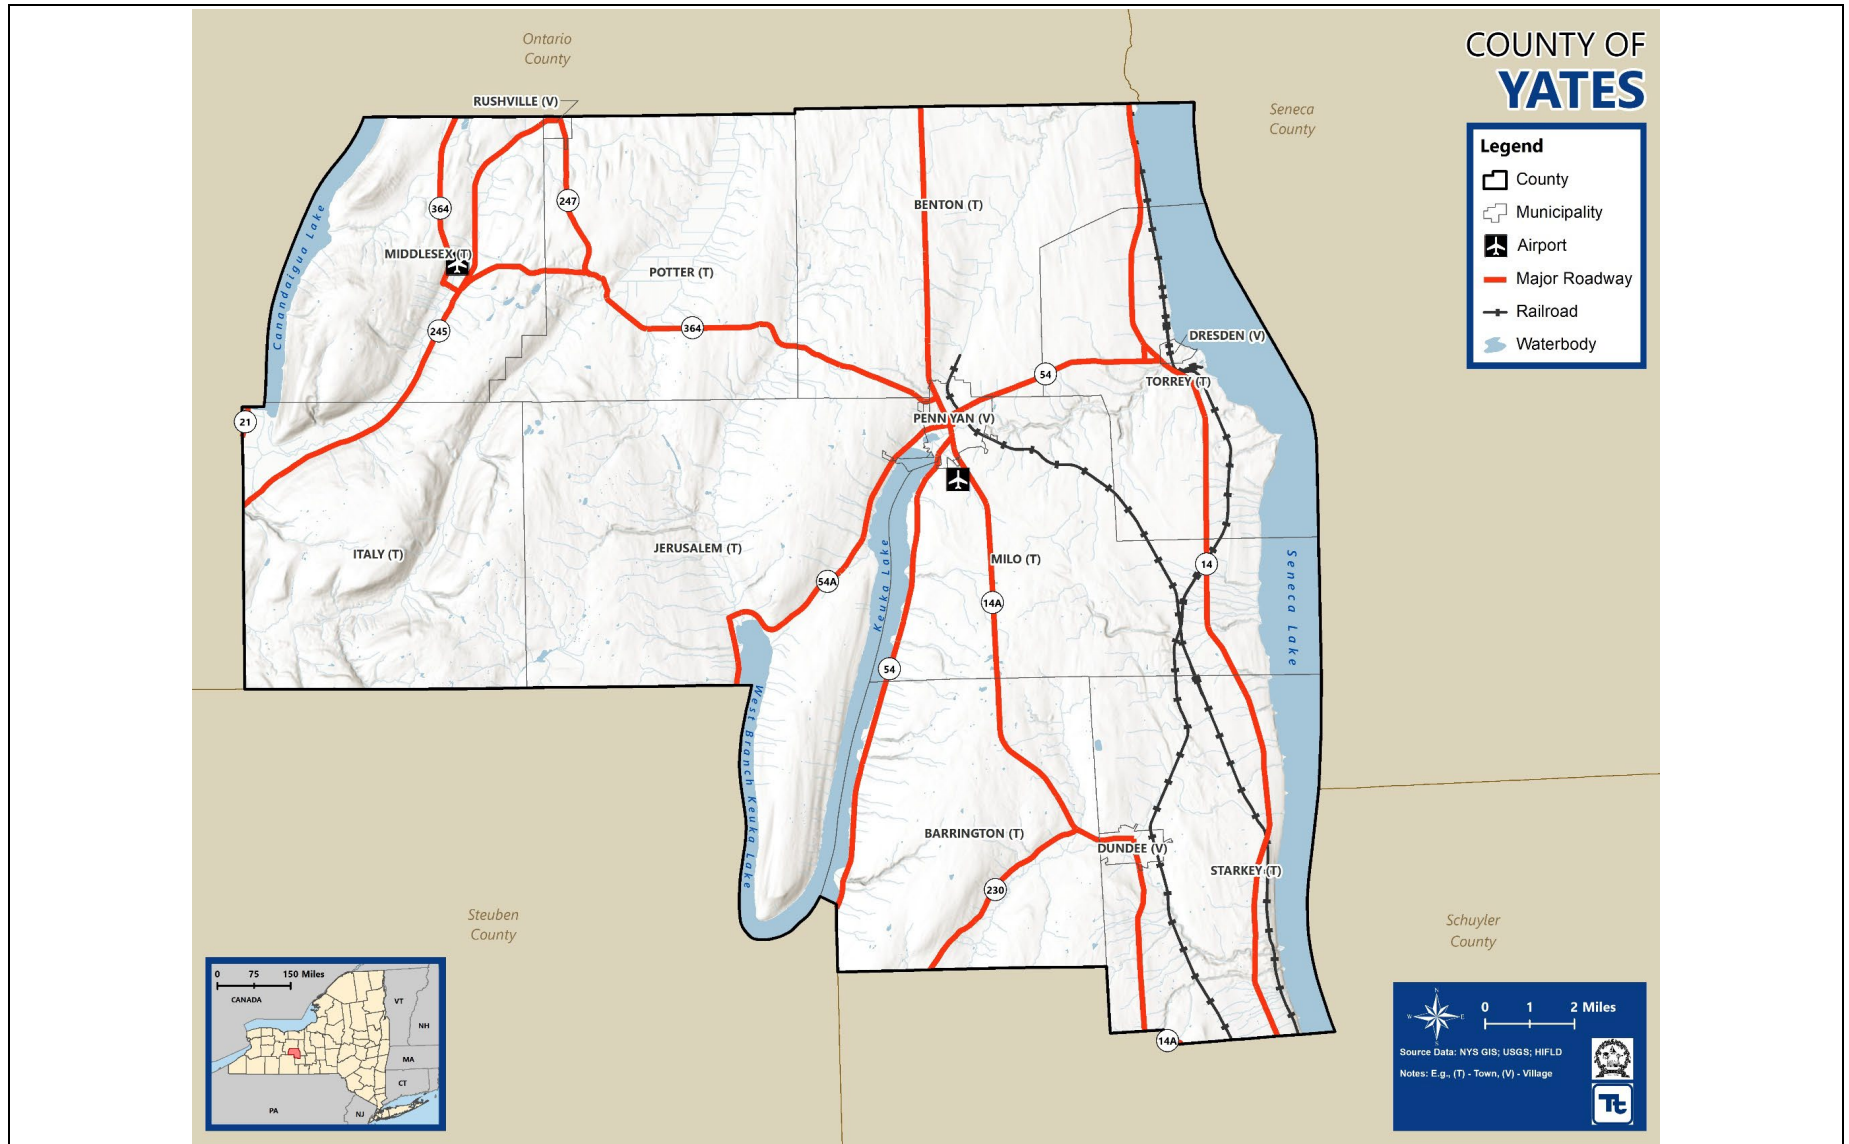 Ontario
County
COUNTY OF
YATES
Seneca
County
Legend
County
Municipality
Airport
Major Roadway
Railroad
Waterbody
RUSHVILLE (V)
364
247
BENTON (T)
MIDDLESEX (T)
POTTER (T)
Canandaigua Lake
245
364
DRESDEN (V)
54
TORREY (T)
21
PENN YAN (V)
ITALY (T)
JERUSALEM (T)
54A
Keuka Lake
MILO (T)
14A
14
Seneca Lake
54
West Branch Keuka Lake
BARRINGTON (T)
DUNDEE (V)
230
STARKEY (T)
Steuben
County
Schuyler
County
14A
0 75 150 Miles
CANADA
VT
NH
MA
CT
PA
NJ
N
W E
S
0 1 2 Miles
Source Data: NYS GIS; USGS; HIFLD
Notes: E.g., (T) - Town, (V) - Village
Tt